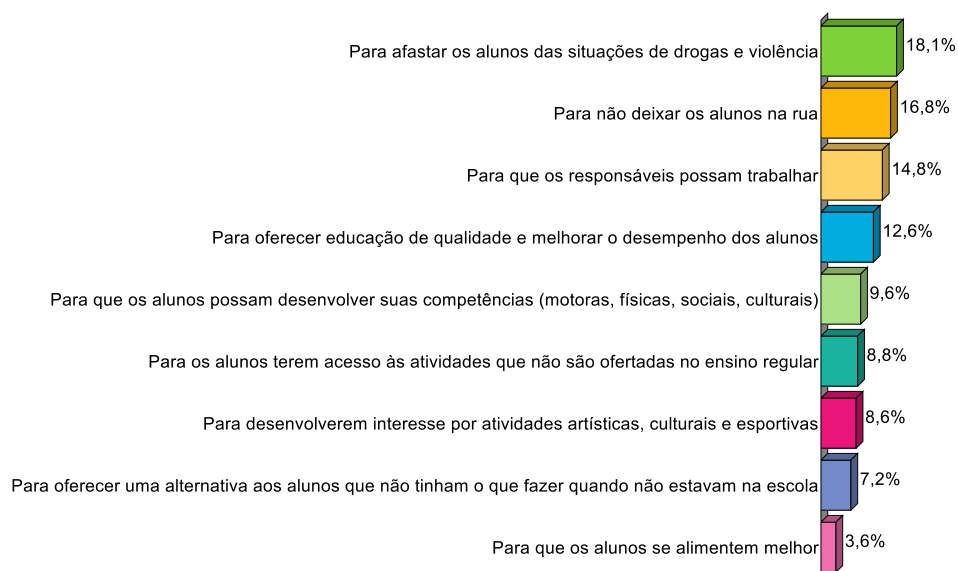 Para afastar os alunos das situações de drogas e violência 18,1%
Para não deixar os alunos na rua 16,8%
Para que os responsáveis possam trabalhar 14,8%
Para oferecer educação de qualidade e melhorar o desempenho dos alunos 12,6%
Para que os alunos possam desenvolver suas competências (motoras, físicas, sociais, culturais) 9,6%
Para os alunos terem acesso às atividades que não são ofertadas no ensino regular 8,8%
Para desenvolverem interesse por atividades artísticas, culturais e esportivas 8,6%
Para oferecer uma alternativa aos alunos que não tinham o que fazer quando não estavam na escola 7,2%
Para que os alunos se alimentem melhor 3,6%